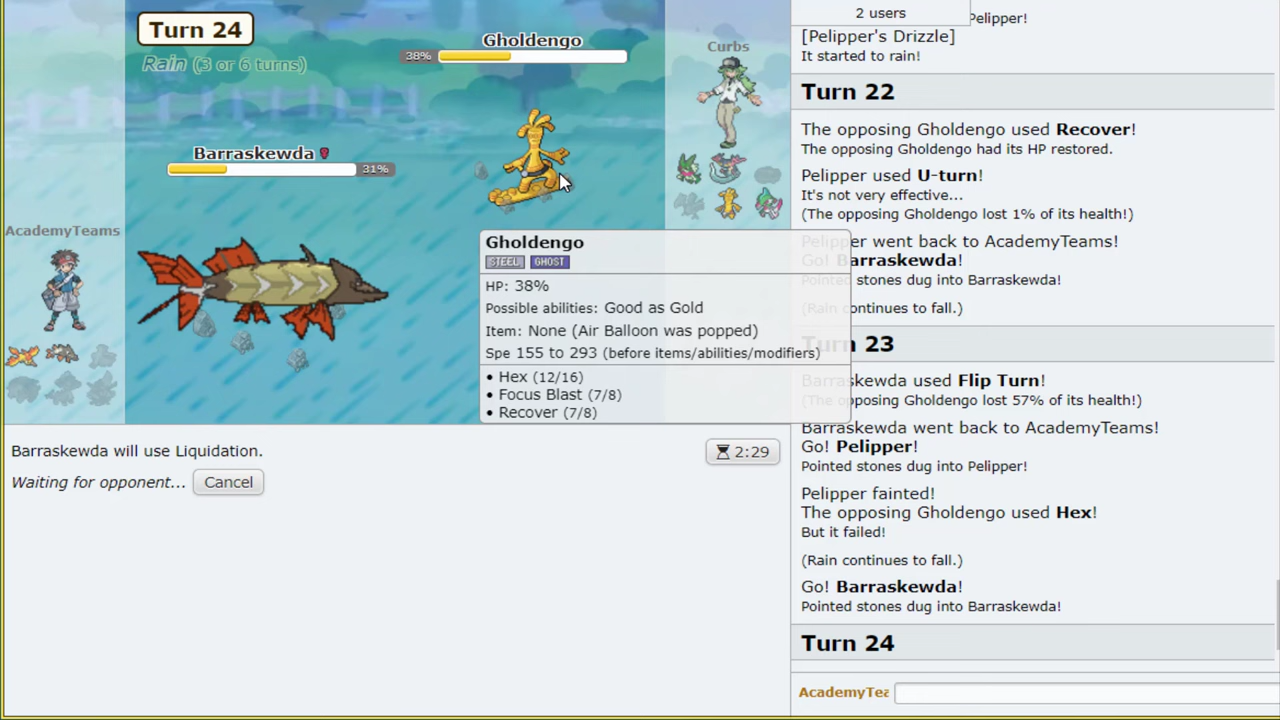 Turn 24
Rain (3 or 6 turns)
Gholdengo
38%
Barraskewda
31%
AcademyTeams
Curbs
Gholdengo
STEEL GHOST
HP: 38%
Possible abilities: Good as Gold
Item: None (Air Balloon was popped)
Spe 155 to 293 (before items/abilities/modifiers)
• Hex (12/16)
• Focus Blast (7/8)
• Recover (7/8)
Barraskewda will use Liquidation.
2:29
Waiting for opponent... Cancel
2 users
Pelipper!
[Pelipper's Drizzle]
It started to rain!
Turn 22
The opposing Gholdengo used Recover!
The opposing Gholdengo had its HP restored.
Pelipper used U-turn!
It's not very effective...
(The opposing Gholdengo lost 1% of its health!)
Pelipper went back to AcademyTeams!
Go! Barraskewda!
Pointed stones dug into Barraskewda!
(Rain continues to fall.)
Turn 23
Barraskewda used Flip Turn!
(The opposing Gholdengo lost 57% of its health!)
Barraskewda went back to AcademyTeams!
Go! Pelipper!
Pointed stones dug into Pelipper!
Pelipper fainted!
The opposing Gholdengo used Hex!
But it failed!
(Rain continues to fall.)
Go! Barraskewda!
Pointed stones dug into Barraskewda!
Turn 24
AcademyTea